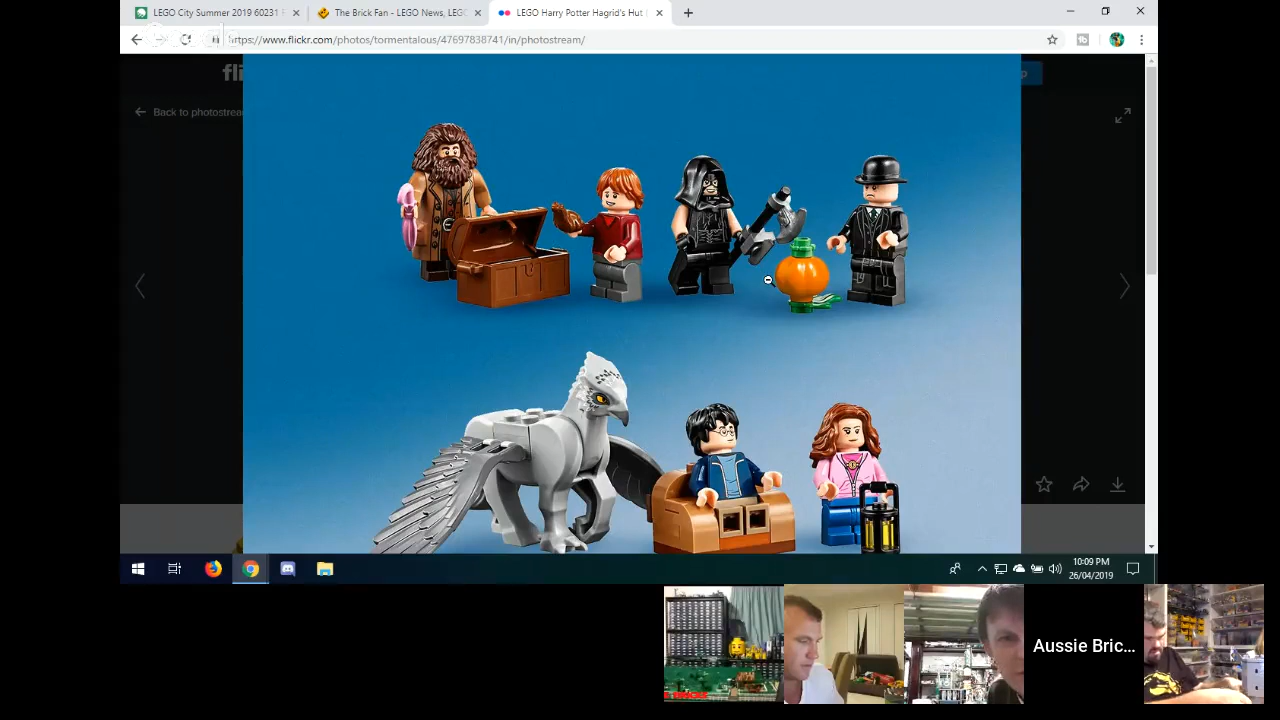 LEGO City Summer 2019 60231 F
The Brick Fan - LEGO News, LEGO
LEGO Harry Potter Hagrid's Hut |
https://www.flickr.com/photos/tormentalous/47697838741/in/photostream/
fli
Back to photostream
10:09 PM
26/04/2019
Aussie Bric...